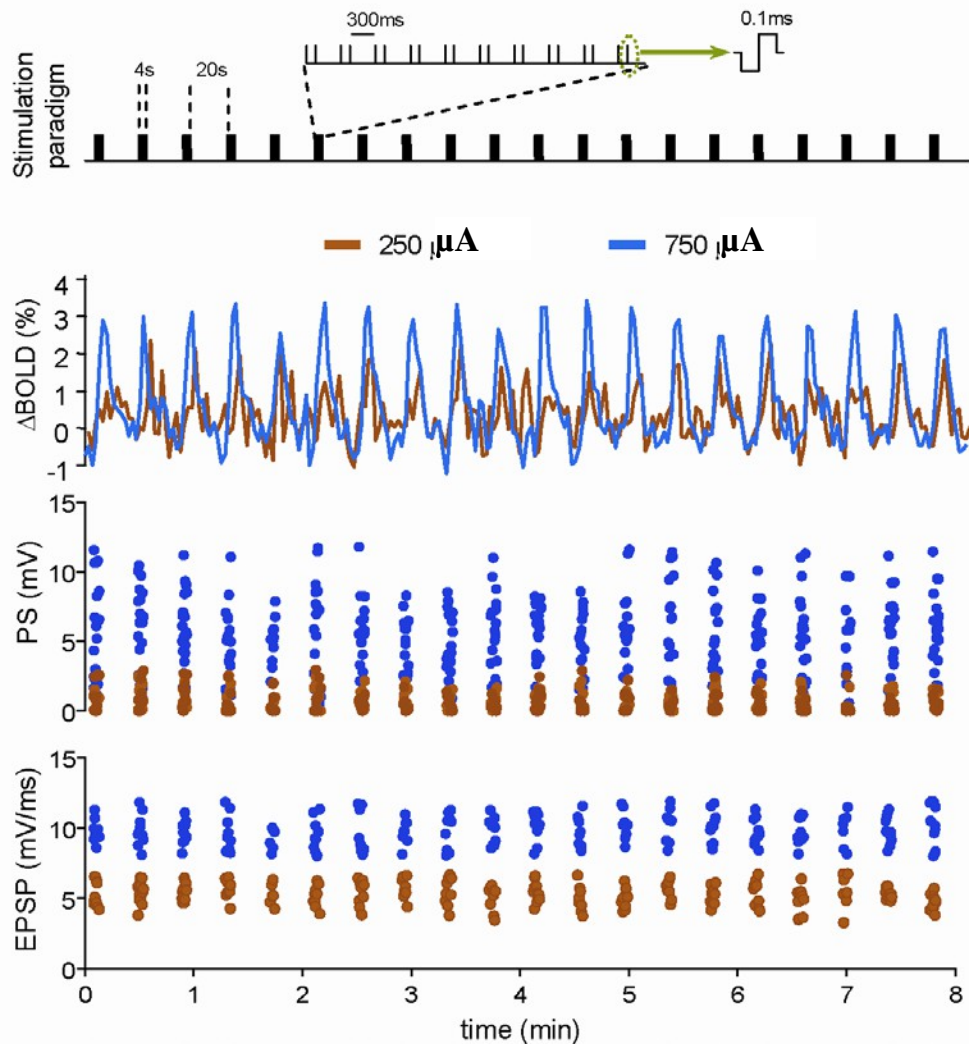 300ms
0.1ms
4s
20s
Stimulation
paradigm
250 μA
750 μA
ΔBOLD (%)
4
3
2
1
0
-1
PS (mV)
15
10
5
0
EPSP (mV/ms)
15
10
5
0
0 1 2 3 4 5 6 7 8
time (min)